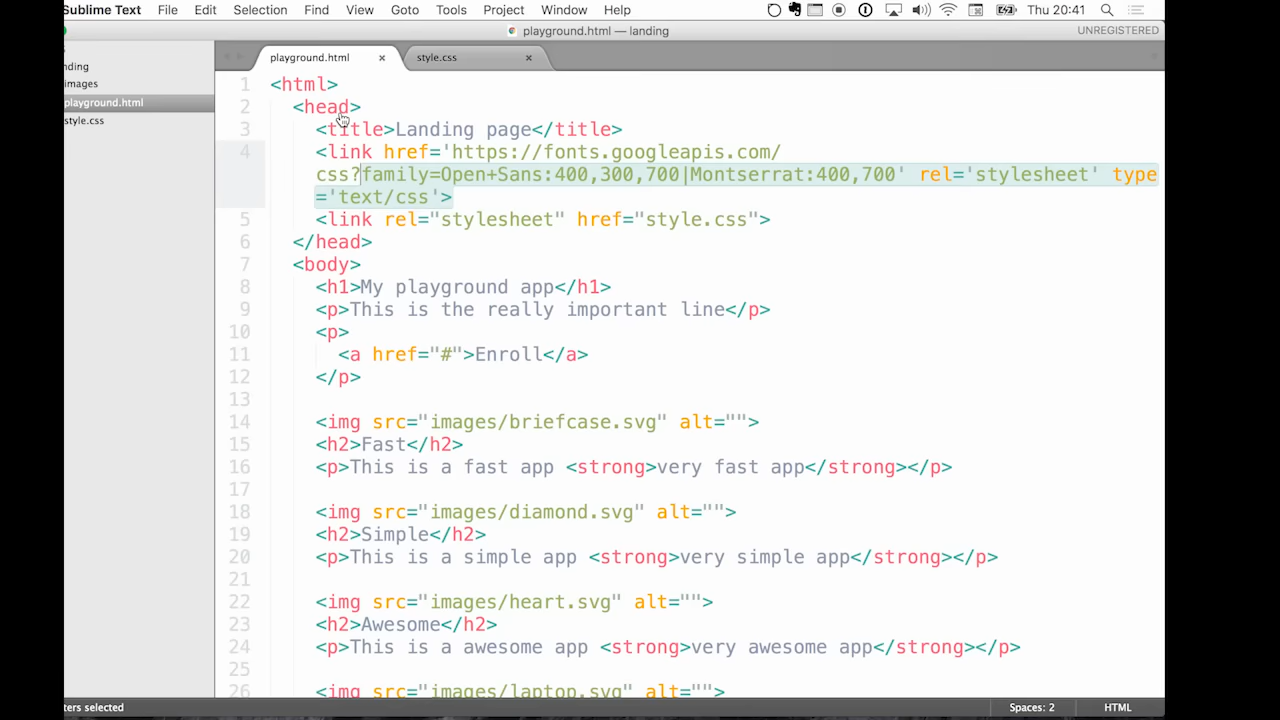 Sublime Text File Edit Selection Find View Goto Tools Project Window Help Thu 20:41
playground.html — landing UNREGISTERED
nding
images
playground.html
style.css
playground.html × style.css ×
1 <html>
2 <head>
3 <title>Landing page</title>
4 <link href='https://fonts.googleapis.com/
css?family=Open+Sans:400,300,700|Montserrat:400,700' rel='stylesheet' type
='text/css'>
5 <link rel="stylesheet" href="style.css">
6 </head>
7 <body>
8 <h1>My playground app</h1>
9 <p>This is the really important line</p>
10 <p>
11 <a href="#">Enroll</a>
12 </p>
13
14 <img src="images/briefcase.svg" alt="">
15 <h2>Fast</h2>
16 <p>This is a fast app <strong>very fast app</strong></p>
17
18 <img src="images/diamond.svg" alt="">
19 <h2>Simple</h2>
20 <p>This is a simple app <strong>very simple app</strong></p>
21
22 <img src="images/heart.svg" alt="">
23 <h2>Awesome</h2>
24 <p>This is a awesome app <strong>very awesome app</strong></p>
25
26 <img src="images/laptop.svg" alt="">
ters selected Spaces: 2 HTML